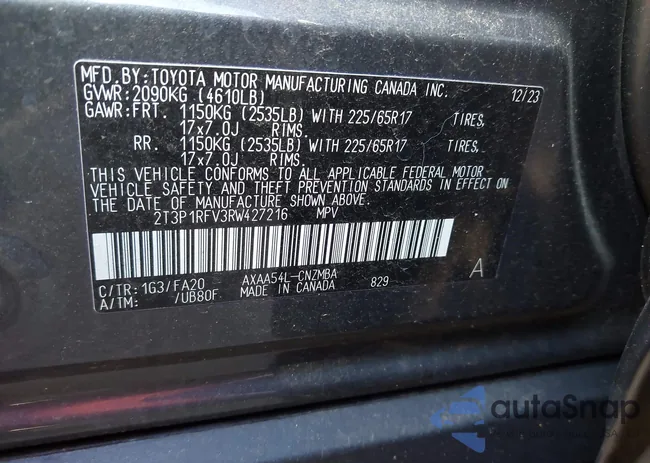 MFD.BY:TOYOTA MOTOR MANUFACTURING CANADA INC.
GVWR:2090KG (4610LB) 12/23
GAWR:FRT. 1150KG (2535LB) WITH 225/65R17 TIRES,
17x7.0J RIMS.
RR. 1150KG (2535LB) WITH 225/65R17 TIRES,
17x7.0J RIMS.
THIS VEHICLE CONFORMS TO ALL APPLICABLE FEDERAL MOTOR
VEHICLE SAFETY AND THEFT PREVENTION STANDARDS IN EFFECT ON
THE DATE OF MANUFACTURE SHOWN ABOVE.
2T3P1RFV3RW427216 MPV
C/TR:1G3/FA20 AXAA54L-CNZMBA 829 A
A/TM: /UB80F MADE IN CANADA
autoSnap